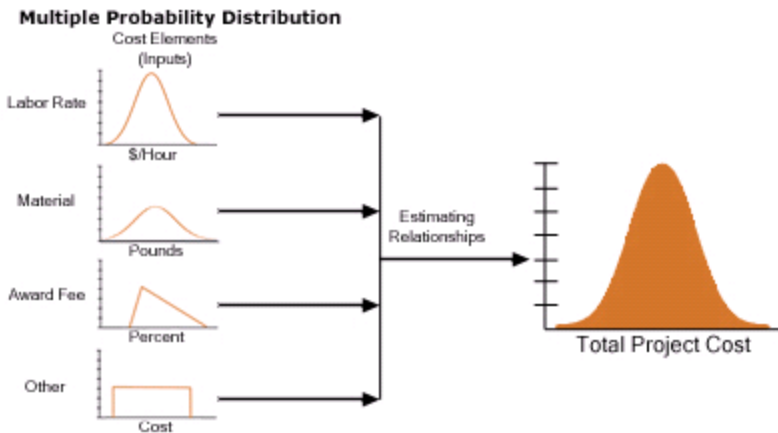 Multiple Probability Distribution
Cost Elements
(Inputs)
Labor Rate
$/Hour
Material
Pounds
Award Fee
Percent
Other
Cost
Estimating
Relationships
Total Project Cost